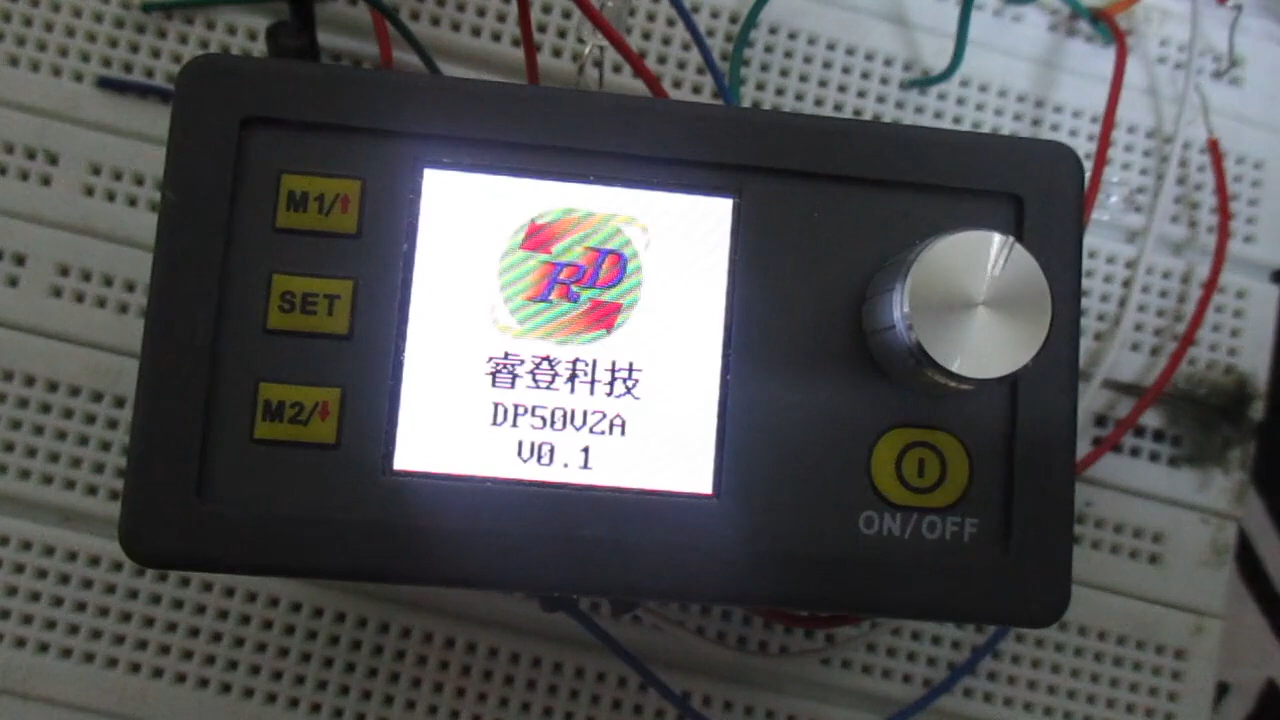 M1/↑
SET
M2/↓
RD
睿登科技
DP50V2A
V0.1
ON/OFF